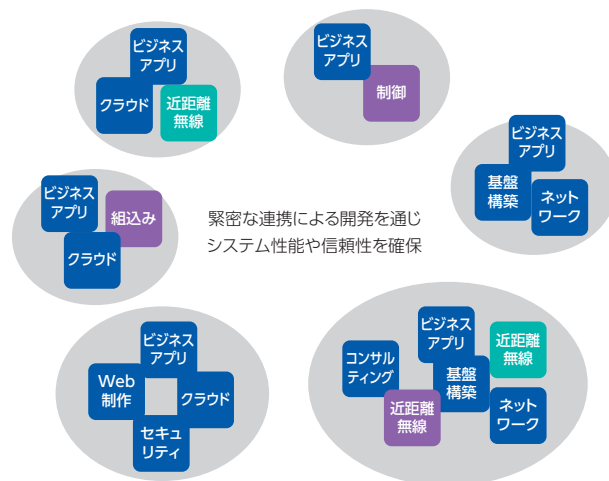 ビジネス
アプリ
クラウド
近距離
無線
ビジネス
アプリ
制御
ビジネス
アプリ
基盤
構築
ネット
ワーク
ビジネス
アプリ
組込み
クラウド
緊密な連携による開発を通じ
システム性能や信頼性を確保
ビジネス
アプリ
Web
制作
クラウド
セキュ
リティ
ビジネス
アプリ
近距離
無線
コンサル
ティング
基盤
構築
近距離
無線
ネット
ワーク